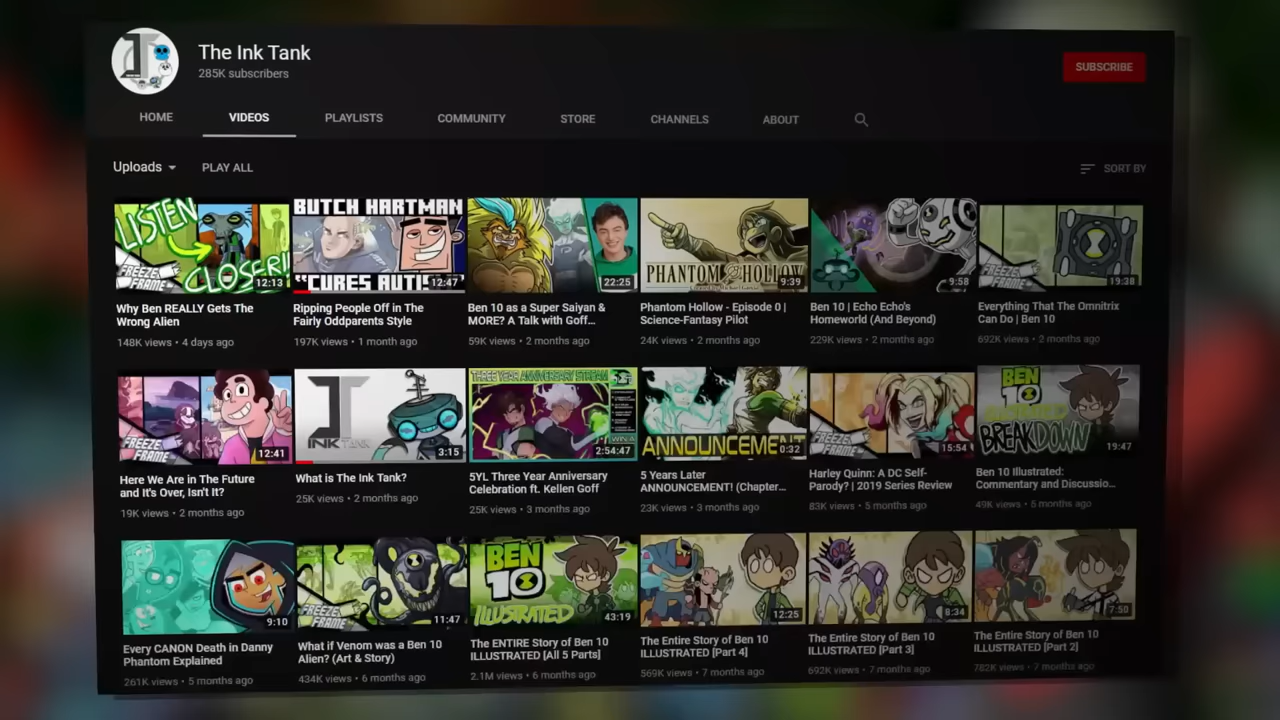 The Ink Tank
285K subscribers
SUBSCRIBE
HOME
VIDEOS
PLAYLISTS
COMMUNITY
STORE
CHANNELS
ABOUT
Uploads
PLAY ALL
SORT BY
LISTEN
CLOSER!
FREEZE
FRAME
12:13
BUTCH HARTMAN
"CURES AUTI
12:47
22:25
PHANTOM HOLLOW
9:39
9:58
FREEZE
FRAME
19:38
Why Ben REALLY Gets The
Wrong Alien
148K views • 4 days ago
Ripping People Off in The
Fairly Oddparents Style
197K views • 1 month ago
Ben 10 as a Super Saiyan &
MORE? A Talk with Goff...
59K views • 2 months ago
Phantom Hollow - Episode 0 |
Science-Fantasy Pilot
24K views • 2 months ago
Ben 10 | Echo Echo's
Homeworld (And Beyond)
229K views • 2 months ago
Everything That The Omnitrix
Can Do | Ben 10
692K views • 2 months ago
FREEZE
FRAME
12:41
INK TANK
3:15
THREE YEAR ANNIVERSARY STREAM
WIN A
2:54:47
ANNOUNCEMENT
0:32
FREEZE
FRAME
15:54
BEN
10
ILLUSTRATED
BREAKDOWN
19:47
Here We Are in The Future
and It's Over, Isn't It?
19K views • 2 months ago
What is The Ink Tank?
25K views • 2 months ago
5YL Three Year Anniversary
Celebration ft. Kellen Goff
25K views • 3 months ago
5 Years Later
ANNOUNCEMENT! (Chapter...
23K views • 3 months ago
Harley Quinn: A DC Self-
Parody? | 2019 Series Review
83K views • 5 months ago
Ben 10 Illustrated:
Commentary and Discussio...
49K views • 5 months ago
9:10
FREEZE
FRAME
11:47
BEN
10
ILLUSTRATED
43:19
12:25
8:34
7:50
Every CANON Death in Danny
Phantom Explained
261K views • 5 months ago
What if Venom was a Ben 10
Alien? (Art & Story)
434K views • 6 months ago
The ENTIRE Story of Ben 10
ILLUSTRATED [All 5 Parts]
2.1M views • 6 months ago
The Entire Story of Ben 10
ILLUSTRATED [Part 4]
569K views • 7 months ago
The Entire Story of Ben 10
ILLUSTRATED [Part 3]
692K views • 7 months ago
The Entire Story of Ben 10
ILLUSTRATED [Part 2]
782K views • 7 months ago